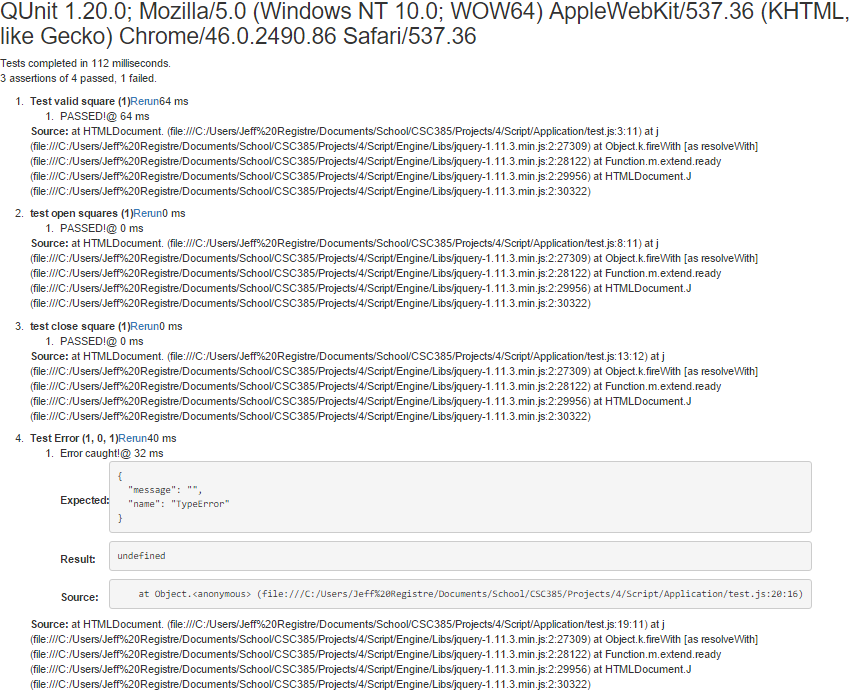 QUnit 1.20.0; Mozilla/5.0 (Windows NT 10.0; WOW64) AppleWebKit/537.36 (KHTML,
like Gecko) Chrome/46.0.2490.86 Safari/537.36
Tests completed in 112 milliseconds.
3 assertions of 4 passed, 1 failed.
1. Test valid square (1)Rerun64 ms
1. PASSED!@ 64 ms
Source: at HTMLDocument. (file:///C:/Users/Jeff%20Registre/Documents/School/CSC385/Projects/4/Script/Application/test.js:3:11) at j
(file:///C:/Users/Jeff%20Registre/Documents/School/CSC385/Projects/4/Script/Engine/Libs/jquery-1.11.3.min.js:2:27309) at Object.k.fireWith [as resolveWith]
(file:///C:/Users/Jeff%20Registre/Documents/School/CSC385/Projects/4/Script/Engine/Libs/jquery-1.11.3.min.js:2:28122) at Function.m.extend.ready
(file:///C:/Users/Jeff%20Registre/Documents/School/CSC385/Projects/4/Script/Engine/Libs/jquery-1.11.3.min.js:2:29956) at HTMLDocument.J
(file:///C:/Users/Jeff%20Registre/Documents/School/CSC385/Projects/4/Script/Engine/Libs/jquery-1.11.3.min.js:2:30322)
2. test open squares (1)Rerun0 ms
1. PASSED!@ 0 ms
Source: at HTMLDocument. (file:///C:/Users/Jeff%20Registre/Documents/School/CSC385/Projects/4/Script/Application/test.js:8:11) at j
(file:///C:/Users/Jeff%20Registre/Documents/School/CSC385/Projects/4/Script/Engine/Libs/jquery-1.11.3.min.js:2:27309) at Object.k.fireWith [as resolveWith]
(file:///C:/Users/Jeff%20Registre/Documents/School/CSC385/Projects/4/Script/Engine/Libs/jquery-1.11.3.min.js:2:28122) at Function.m.extend.ready
(file:///C:/Users/Jeff%20Registre/Documents/School/CSC385/Projects/4/Script/Engine/Libs/jquery-1.11.3.min.js:2:29956) at HTMLDocument.J
(file:///C:/Users/Jeff%20Registre/Documents/School/CSC385/Projects/4/Script/Engine/Libs/jquery-1.11.3.min.js:2:30322)
3. test close square (1)Rerun0 ms
1. PASSED!@ 0 ms
Source: at HTMLDocument. (file:///C:/Users/Jeff%20Registre/Documents/School/CSC385/Projects/4/Script/Application/test.js:13:12) at j
(file:///C:/Users/Jeff%20Registre/Documents/School/CSC385/Projects/4/Script/Engine/Libs/jquery-1.11.3.min.js:2:27309) at Object.k.fireWith [as resolveWith]
(file:///C:/Users/Jeff%20Registre/Documents/School/CSC385/Projects/4/Script/Engine/Libs/jquery-1.11.3.min.js:2:28122) at Function.m.extend.ready
(file:///C:/Users/Jeff%20Registre/Documents/School/CSC385/Projects/4/Script/Engine/Libs/jquery-1.11.3.min.js:2:29956) at HTMLDocument.J
(file:///C:/Users/Jeff%20Registre/Documents/School/CSC385/Projects/4/Script/Engine/Libs/jquery-1.11.3.min.js:2:30322)
4. Test Error (1, 0, 1)Rerun40 ms
1. Error caught!@ 32 ms
Expected:
{
"message": "",
"name": "TypeError"
}
Result: undefined
Source: at Object.<anonymous> (file:///C:/Users/Jeff%20Registre/Documents/School/CSC385/Projects/4/Script/Application/test.js:20:16)
Source: at HTMLDocument. (file:///C:/Users/Jeff%20Registre/Documents/School/CSC385/Projects/4/Script/Application/test.js:19:11) at j
(file:///C:/Users/Jeff%20Registre/Documents/School/CSC385/Projects/4/Script/Engine/Libs/jquery-1.11.3.min.js:2:27309) at Object.k.fireWith [as resolveWith]
(file:///C:/Users/Jeff%20Registre/Documents/School/CSC385/Projects/4/Script/Engine/Libs/jquery-1.11.3.min.js:2:28122) at Function.m.extend.ready
(file:///C:/Users/Jeff%20Registre/Documents/School/CSC385/Projects/4/Script/Engine/Libs/jquery-1.11.3.min.js:2:29956) at HTMLDocument.J
(file:///C:/Users/Jeff%20Registre/Documents/School/CSC385/Projects/4/Script/Engine/Libs/jquery-1.11.3.min.js:2:30322)